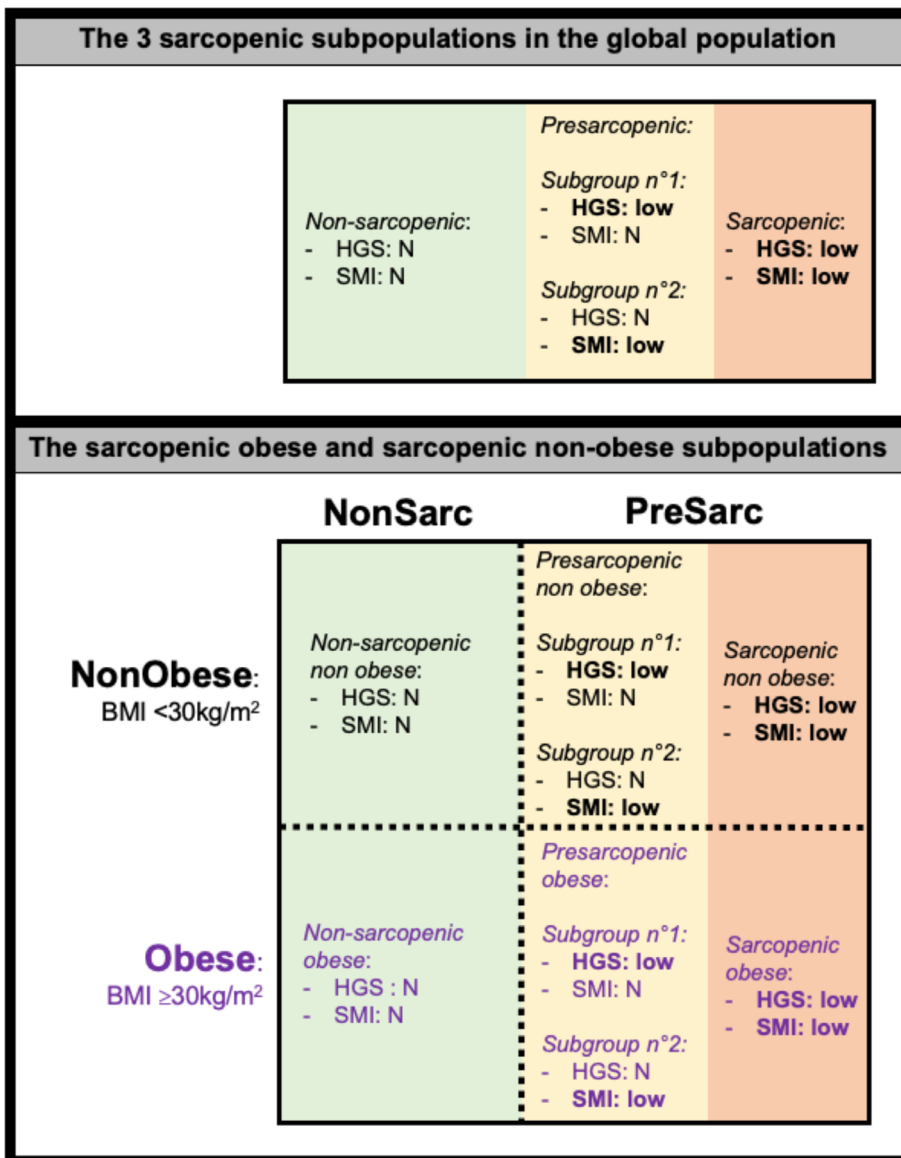 The 3 sarcopenic subpopulations in the global population
Non-sarcopenic:
- HGS: N
- SMI: N
Presarcopenic:
Subgroup n°1:
- HGS: low
- SMI: N
Subgroup n°2:
- HGS: N
- SMI: low
Sarcopenic:
- HGS: low
- SMI: low
The sarcopenic obese and sarcopenic non-obese subpopulations
NonSarc
PreSarc
NonObese:
BMI <30kg/m²
Non-sarcopenic
non obese:
- HGS: N
- SMI: N
Presarcopenic
non obese:
Subgroup n°1:
- HGS: low
- SMI: N
Subgroup n°2:
- HGS: N
- SMI: low
Sarcopenic
non obese:
- HGS: low
- SMI: low
Obese:
BMI ≥30kg/m²
Non-sarcopenic
obese:
- HGS : N
- SMI: N
Presarcopenic
obese:
Subgroup n°1:
- HGS: low
- SMI: N
Subgroup n°2:
- HGS: N
- SMI: low
Sarcopenic
obese:
- HGS: low
- SMI: low